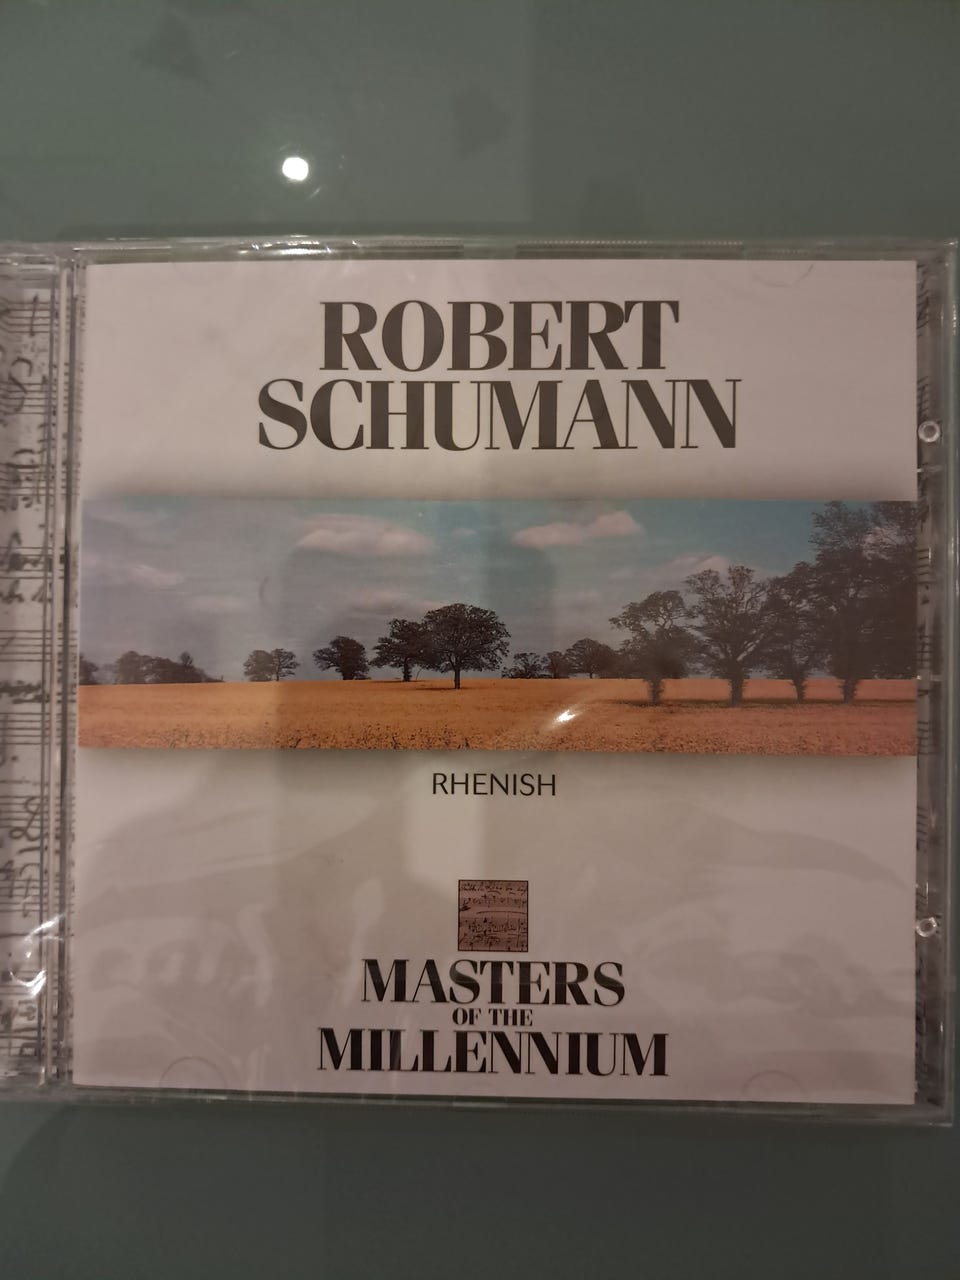 ROBERT
SCHUMANN
RHENISH
MASTERS
OF THE
MILLENNIUM